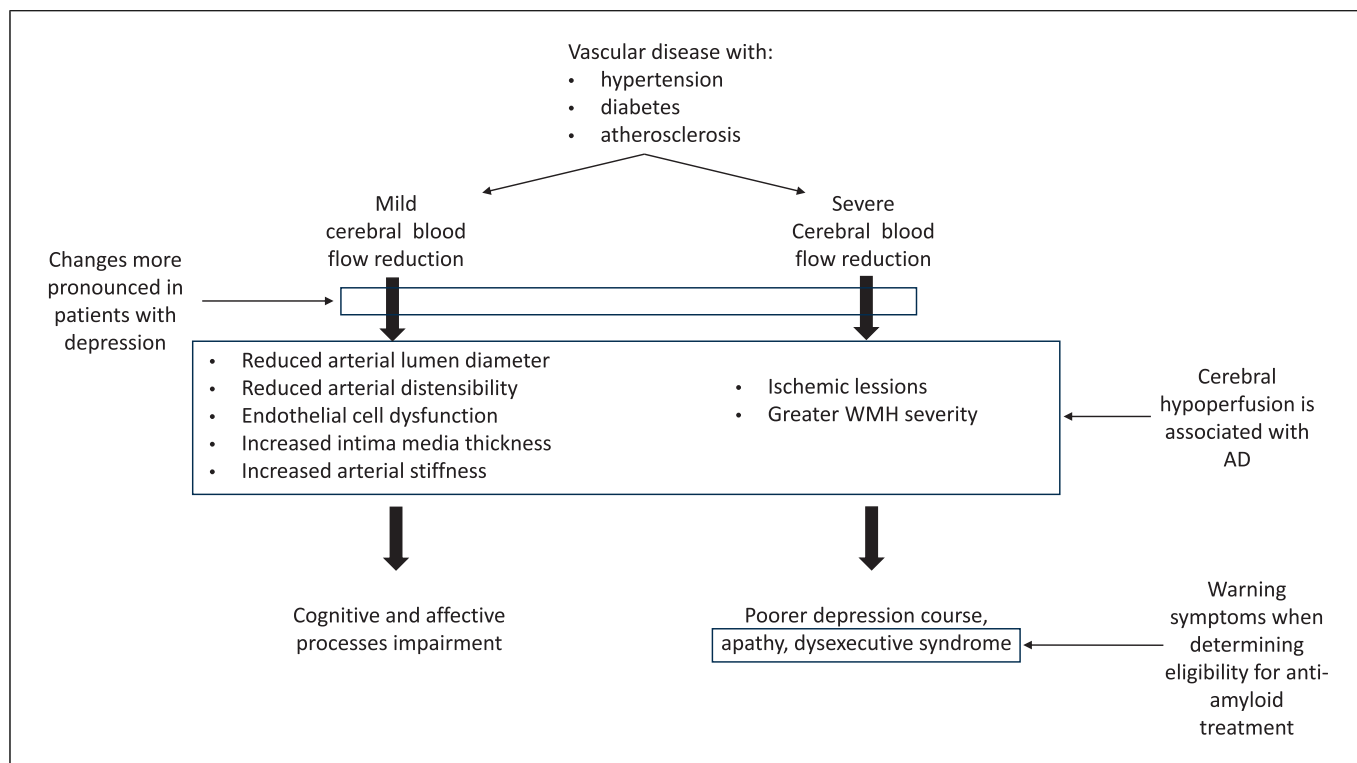 Vascular disease with:
• hypertension
• diabetes
• atherosclerosis
Mild
cerebral blood
flow reduction
Severe
Cerebral blood
flow reduction
Changes more
pronounced in
patients with
depression
• Reduced arterial lumen diameter
• Reduced arterial distensibility
• Endothelial cell dysfunction
• Increased intima media thickness
• Increased arterial stiffness
• Ischemic lessions
• Greater WMH severity
Cerebral
hypoperfusion is
associated with
AD
Cognitive and affective
processes impairment
Poorer depression course,
apathy, dysexecutive syndrome
Warning
symptoms when
determining
eligibility for anti-
amyloid
treatment